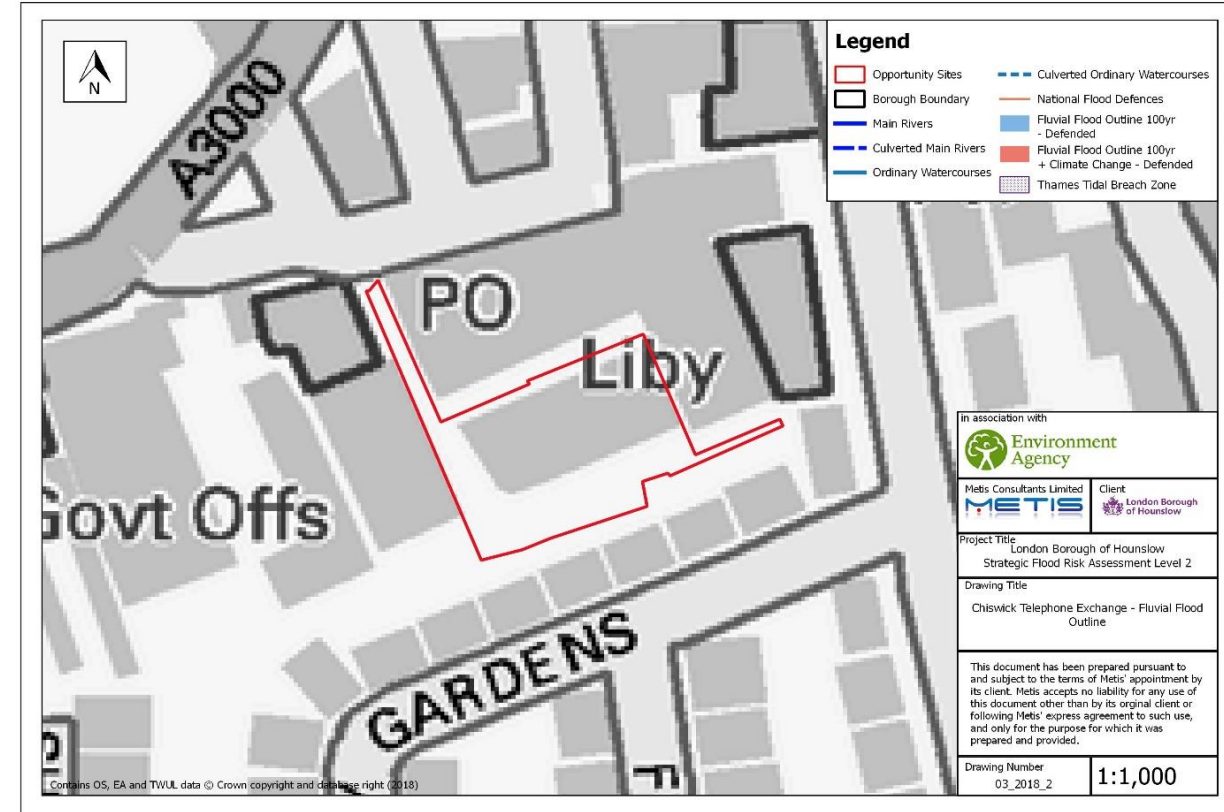 N
A3000
PO
Liby
Govt Offs
GARDENS
Contains OS, EA and TWUL data © Crown copyright and database right (2018)
Legend
Opportunity Sites
Borough Boundary
Main Rivers
Culverted Main Rivers
Ordinary Watercourses
Culverted Ordinary Watercourses
National Flood Defences
Fluvial Flood Outline 100yr
- Defended
Fluvial Flood Outline 100yr
+ Climate Change - Defended
Thames Tidal Breach Zone
in association with
Environment
Agency
Metis Consultants Limited
METIS
Client
London Borough
of Hounslow
Project Title
London Borough of Hounslow
Strategic Flood Risk Assessment Level 2
Drawing Title
Chiswick Telephone Exchange - Fluvial Flood
Outline
This document has been prepared pursuant to
and subject to the terms of Metis' appointment by
its client. Metis accepts no liability for any use of
this document other than by its orginal client or
following Metis' express agreement to such use,
and only for the purpose for which it was
prepared and provided.
Drawing Number
03_2018_2
1:1,000